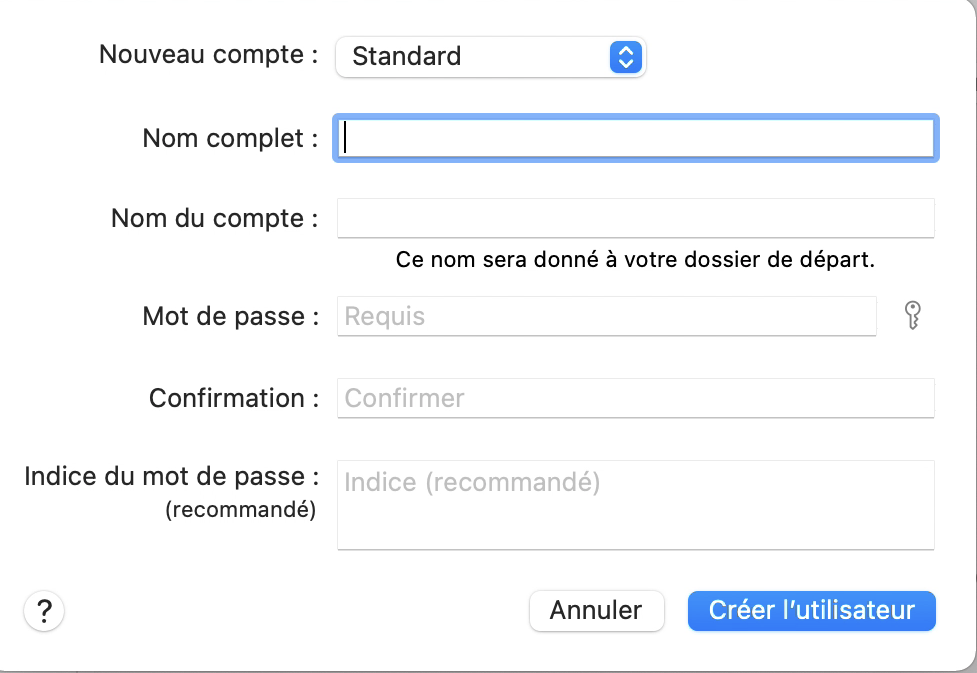 Nouveau compte : Standard
Nom complet :
Nom du compte :
Ce nom sera donné à votre dossier de départ.
Mot de passe : Requis
Confirmation : Confirmer
Indice du mot de passe : Indice (recommandé)
(recommandé)
? Annuler Créer l’utilisateur